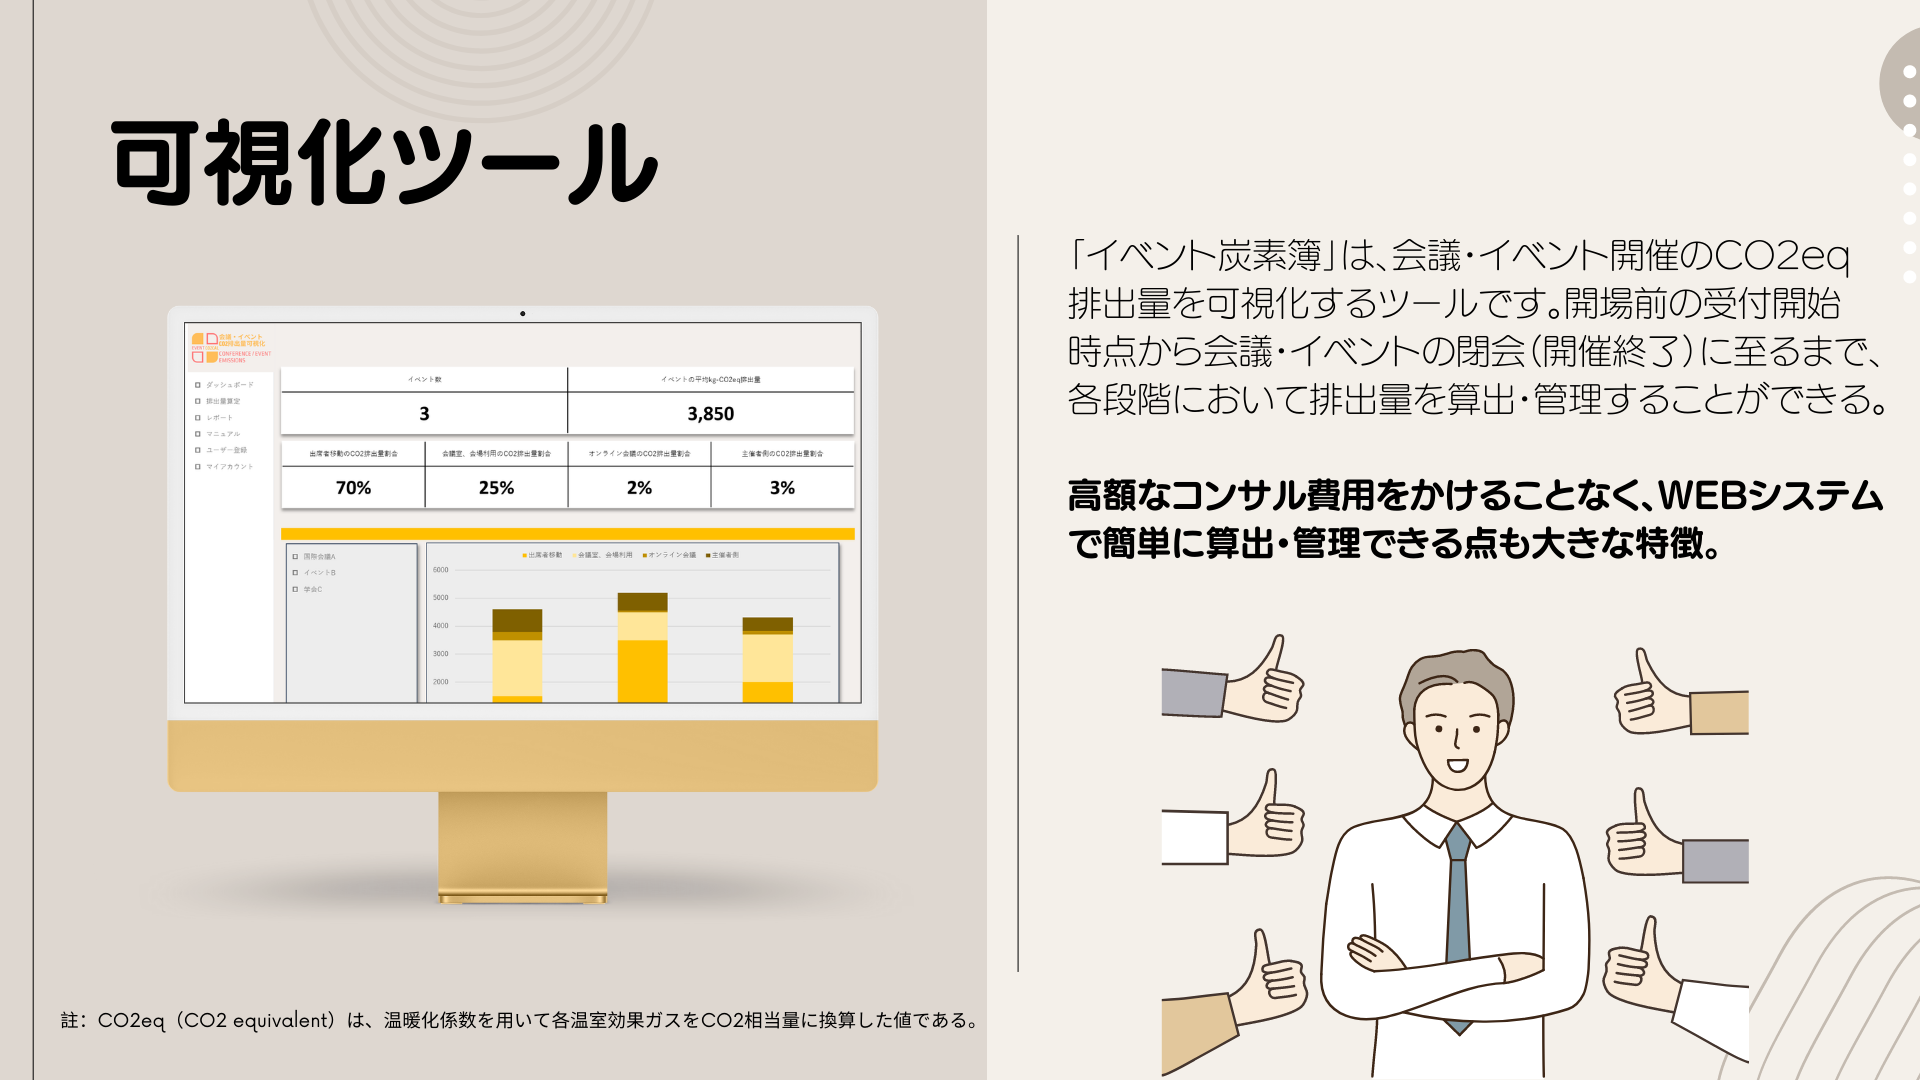 可視化ツール
会議・イベント
CO2排出量可視化
CONFERENCE / EVENT
EMISSIONS
ダッシュボード
排出量算定
レポート
マニュアル
ユーザー登録
マイアカウント
イベント数
イベントの平均kg-CO2eq排出量
3
3,850
出席者移動のCO2排出量割合
会議室、会場利用のCO2排出量割合
オンライン会議のCO2排出量割合
主催者側のCO2排出量割合
70%
25%
2%
3%
国際会議A
イベントB
学会C
出席者移動
会議室、会場利用
オンライン会議
主催者側
6000
5000
4000
3000
2000
註：CO2eq（CO2 equivalent）は、温暖化係数を用いて各温室効果ガスをCO2相当量に換算した値である。
「イベント炭素簿」は、会議・イベント開催のCO2eq
排出量を可視化するツールです。開場前の受付開始
時点から会議・イベントの閉会（開催終了）に至るまで、
各段階において排出量を算出・管理することができる。
高額なコンサル費用をかけることなく、WEBシステム
で簡単に算出・管理できる点も大きな特徴。